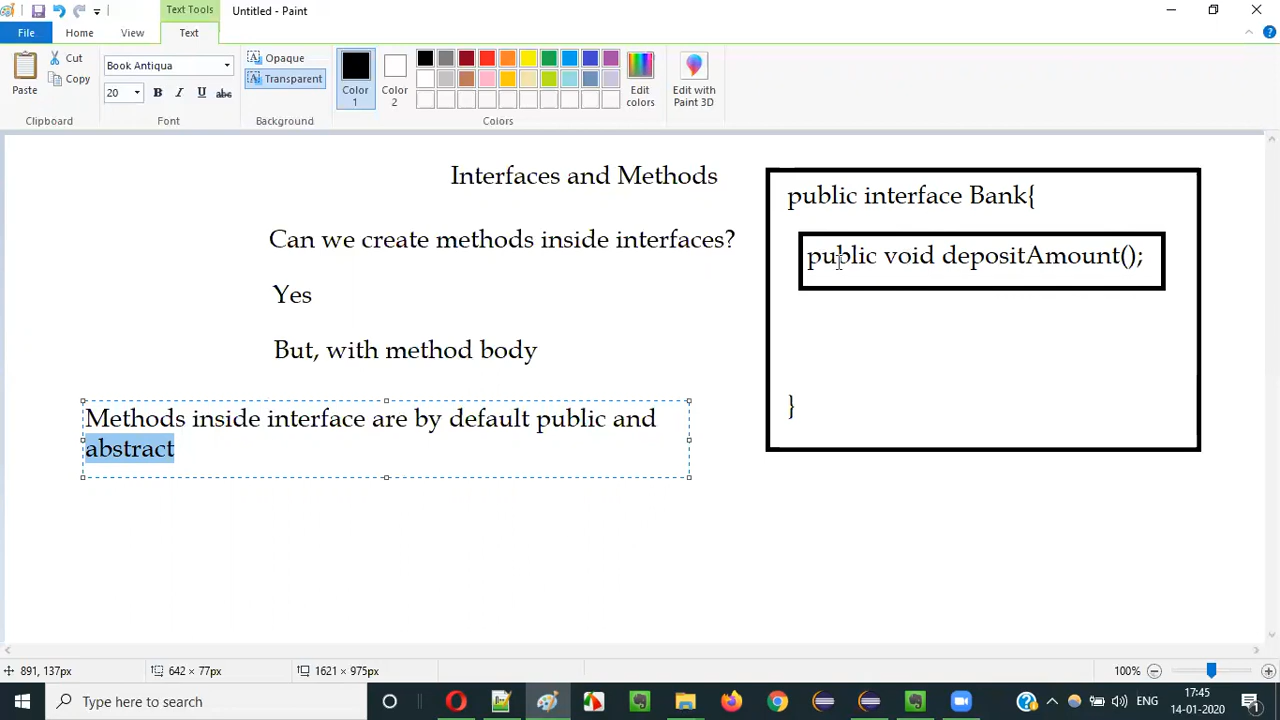 Text Tools
Untitled - Paint
File
Home
View
Text
Paste
Cut
Copy
Clipboard
Book Antiqua
20
B I U abc
Font
Opaque
Transparent
Background
Color 1
Color 2
Edit colors
Colors
Edit with Paint 3D
Interfaces and Methods
Can we create methods inside interfaces?
Yes
But, with method body
Methods inside interface are by default public and
abstract
public interface Bank{
public void depositAmount();
}
891, 137px
642 × 77px
1621 × 975px
100%
Type here to search
ENG
17:45
14-01-2020
1